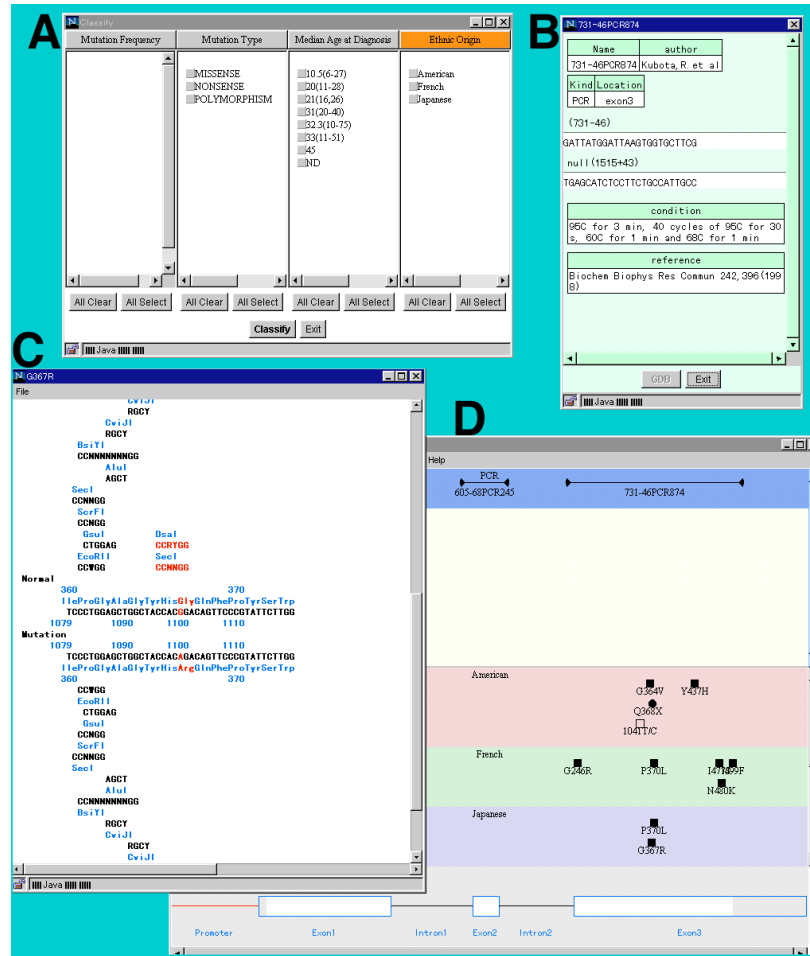 A
Classify
Mutation Frequency
Mutation Type
Median Age at Diagnosis
Ethnic Origin
MISSENSE
NONSENSE
POLYMORPHISM
10.5(6-27)
20(11-28)
21(16,26)
31(20-40)
32.3(10-75)
33(11-51)
45
ND
American
French
Japanese
All Clear All Select All Clear All Select All Clear All Select All Clear All Select
Classify Exit
Java
B
731-46PCR874
Name author
731-46PCR874 Kubota,R.et al
Kind Location
PCR exon3
(731-46)
GATTATGGATTAAGTGGTGCTTCG
null(1515+43)
TGAGCATCTCCTTCTGCCATTGCC
condition
95C for 3 min, 40 cycles of 95C for 30
s, 60C for 1 min and 68C for 1 min
reference
Biochem Biophys Res Commun 242,396(199
8)
GDB Exit
Java
C
G367R
File
CviJI
RGCY
CviJI
RGCY
BsiYI
CCNNNNNNNGG
AluI
AGCT
SecI
CCNNGG
ScrFI
CCNGG
GsuI DsaI
CTGGAG CCRYGG
EcoRII SecI
CCWGG CCNNGG
Normal
360 370
IleProGlyAlaGlyTyrHisGlyGlnPheProTyrSerTrp
TCCCTGGAGCTGGCTACCACGGACAGTTCCCGTATTCTTGG
1079 1090 1100 1110
Mutation
1079 1090 1100 1110
TCCCTGGAGCTGGCTACCACAGACAGTTCCCGTATTCTTGG
IleProGlyAlaGlyTyrHisArgGlnPheProTyrSerTrp
360 370
CCWGG
EcoRII
CTGGAG
GsuI
CCNGG
ScrFI
CCNNGG
SecI
AGCT
AluI
CCNNNNNNNGG
BsiYI
RGCY
CviJI
RGCY
CviJI
Java
D
Help
PCR
605-68PCR245
731-46PCR874
American
G364V Y437H
Q368X
1041T/C
French
G246R P370L
N480K
Japanese
P370L
G367R
Promoter Exon1 Intron1 Exon2 Intron2 Exon3